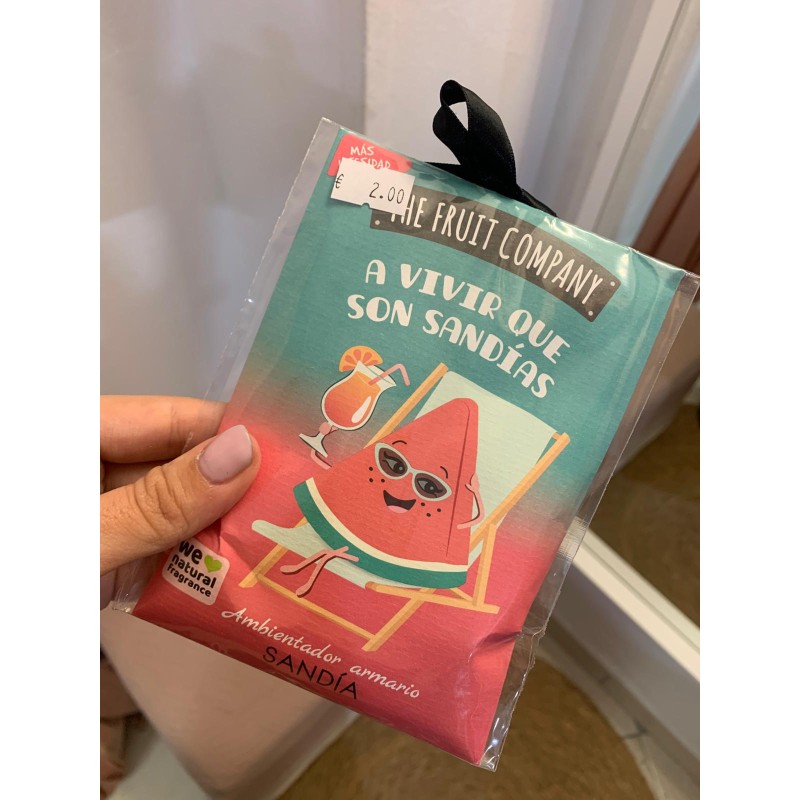 MÁS
€ 2.00
THE FRUIT COMPANY
A VIVIR QUE
SON SANDÍAS
we
natural
fragrance
Ambientador armario
SANDÍA